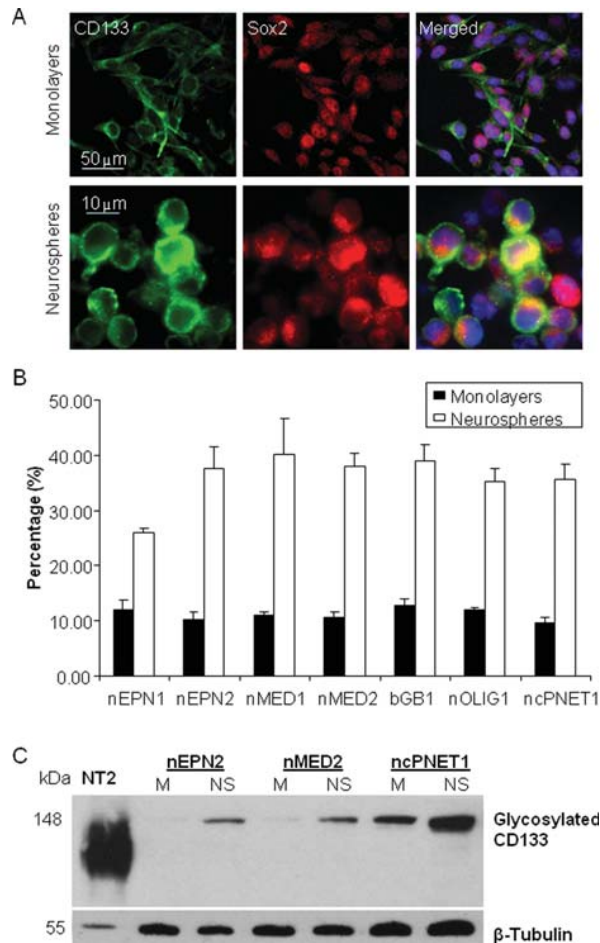 A
CD133
Sox2
Merged
Monolayers
50 μm
10 μm
Neurospheres
B
Monolayers
Neurospheres
Percentage (%)
50.00
40.00
30.00
20.00
10.00
0.00
nEPN1 nEPN2 nMED1 nMED2 bGB1 nOLIG1 ncPNET1
C
kDa NT2 nEPN2 nMED2 ncPNET1
M NS M NS M NS
148 Glycosylated
CD133
55 β-Tubulin